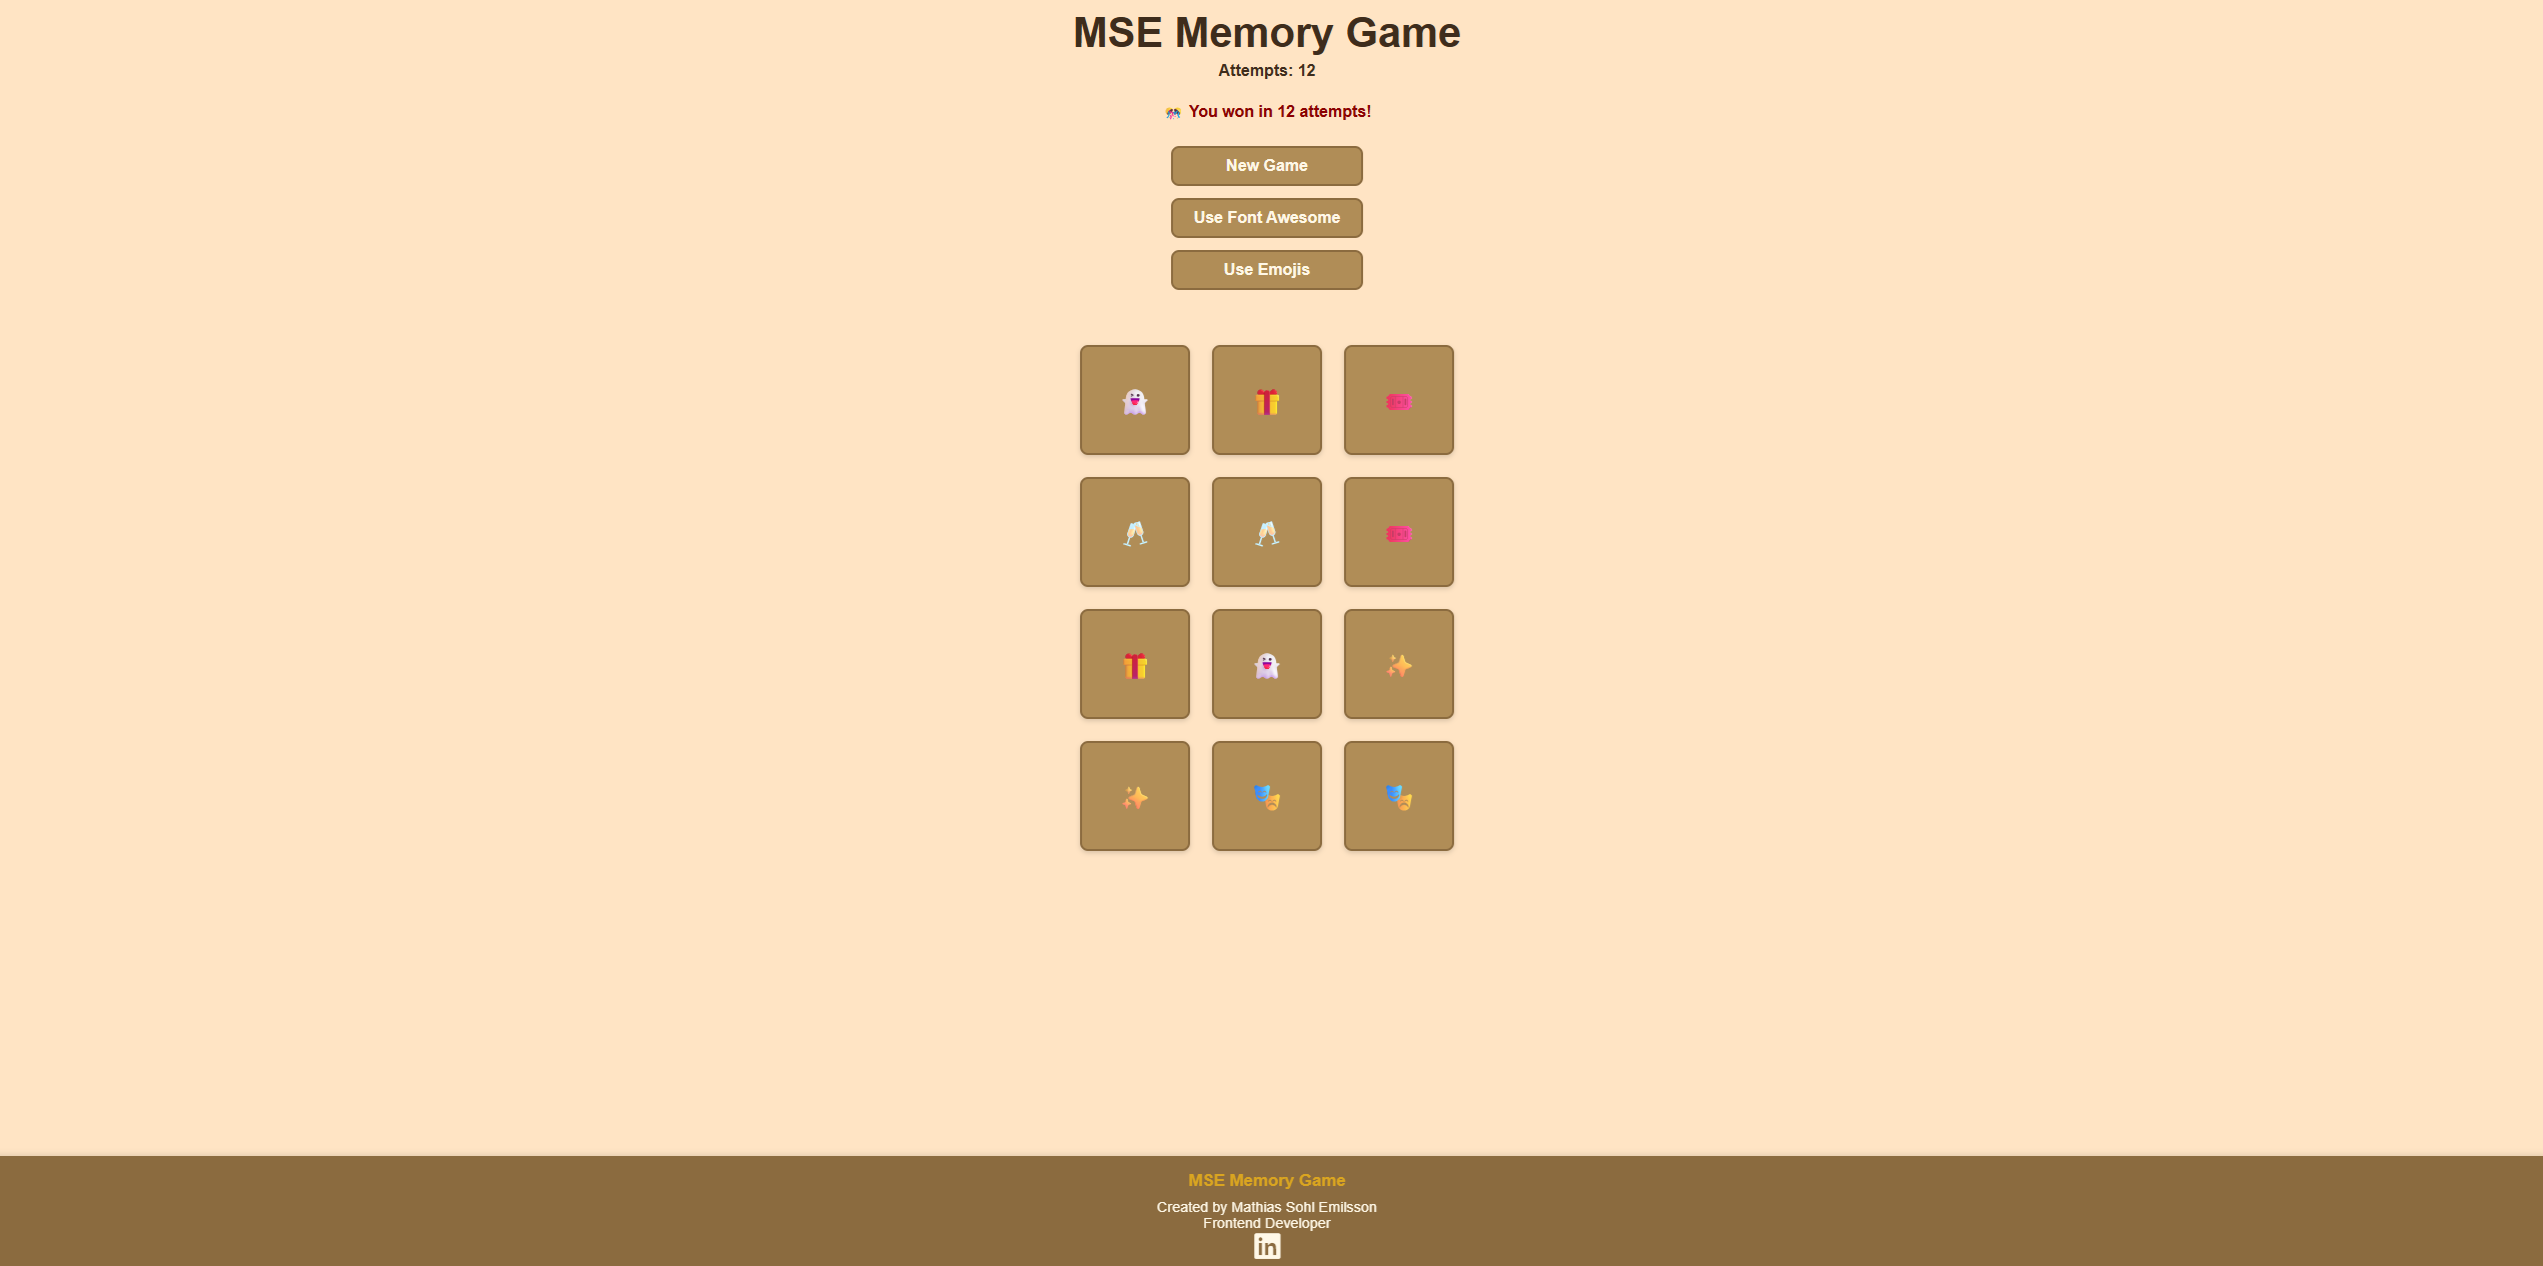 MSE Memory Game
Attempts: 12
🎊 You won in 12 attempts!
New Game
Use Font Awesome
Use Emojis
MSE Memory Game
Created by Mathias Sohl Emilsson
Frontend Developer
in